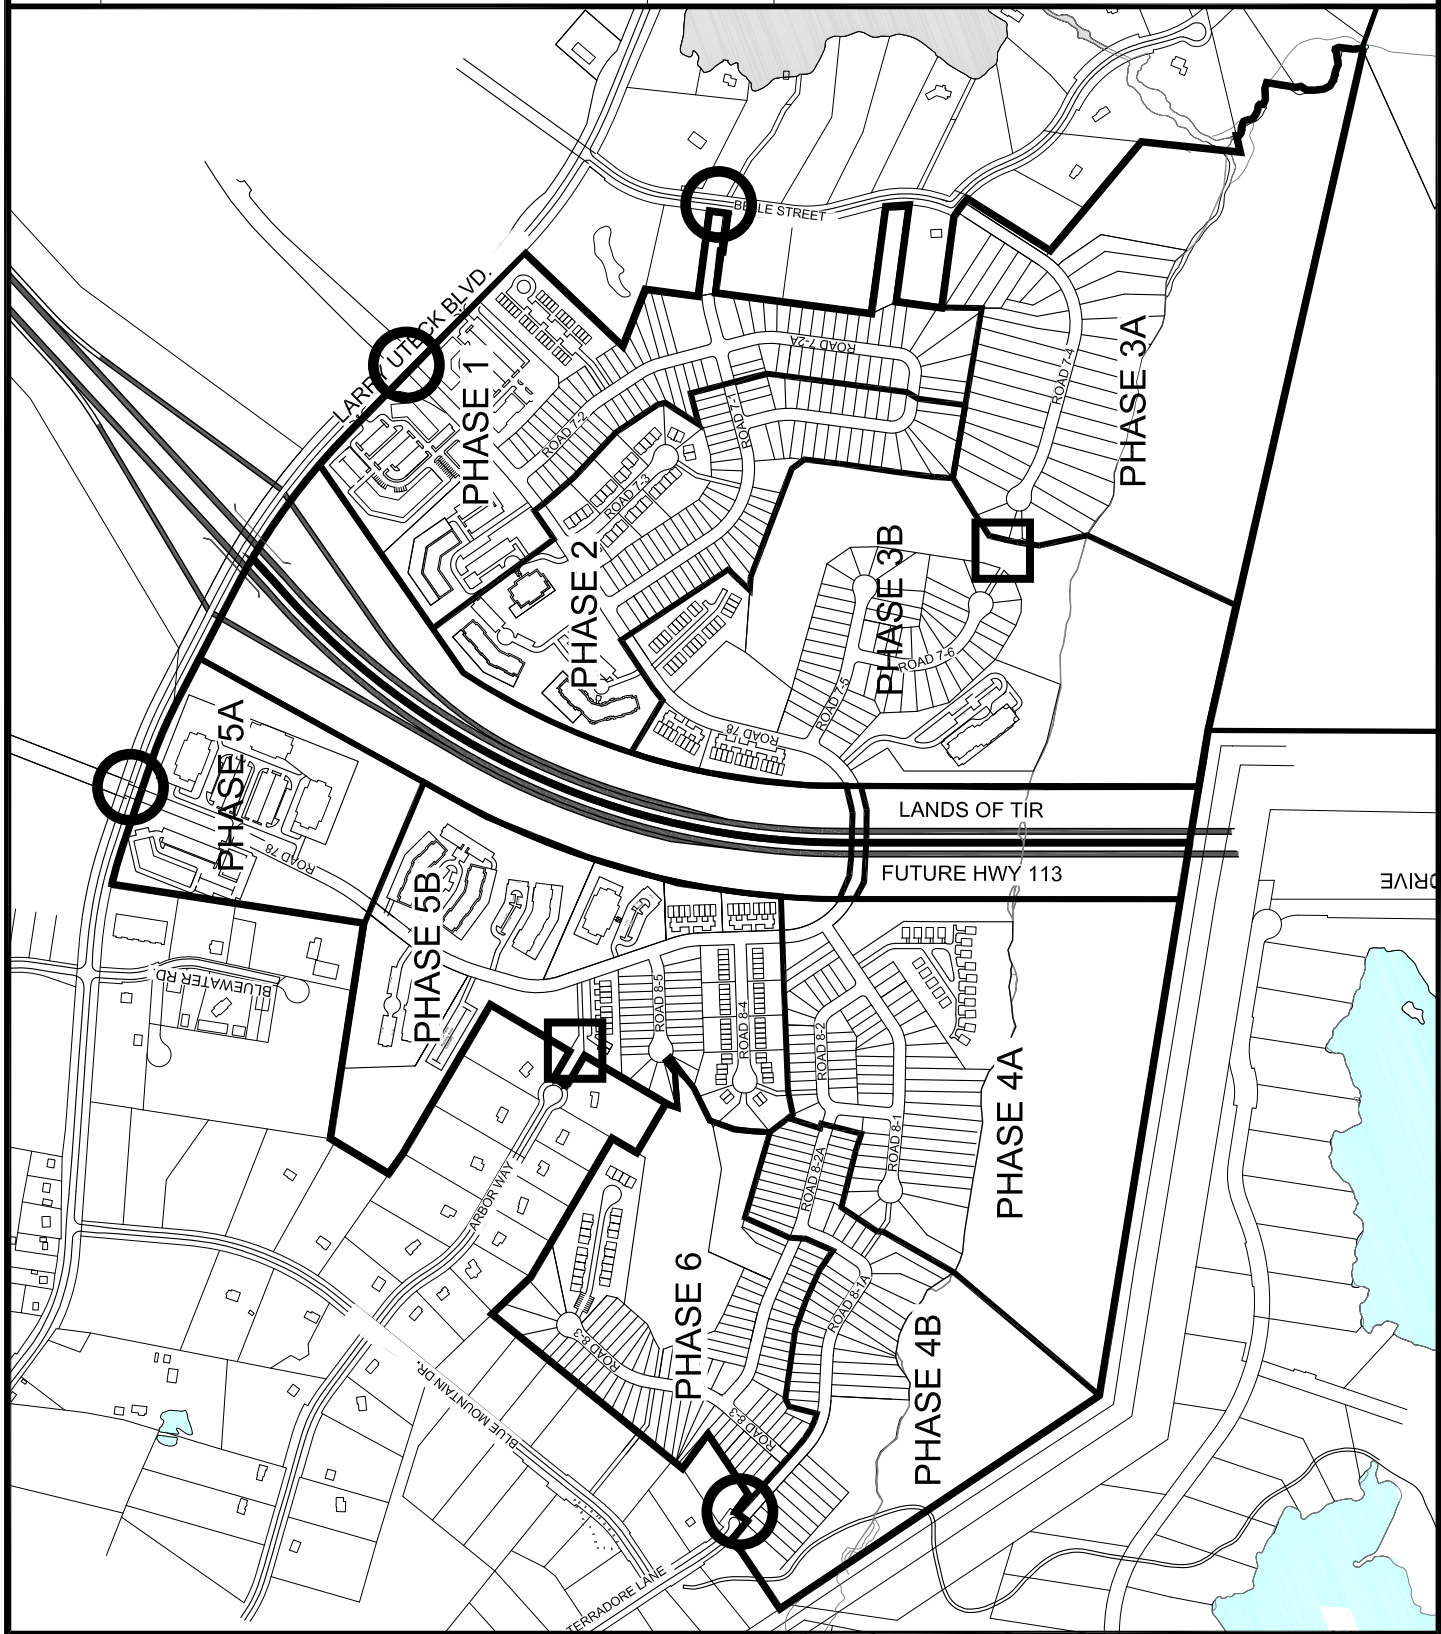 BELLE STREET
LARRY UTECK BLVD.
ROAD 7-2A
PHASE 1
PHASE 3A
ROAD 7-4
ROAD 7-2
ROAD 7-1
ROAD 7-3
PHASE 2
PHASE 3B
ROAD 7-6
ROAD 7-5
ROAD 78
PHASE 5A
LANDS OF TIR
ROAD 78
FUTURE HWY 113
DRIVE
PHASE 5B
BLUEWATER RD.
ROAD 8-5
ROAD 8-4
ROAD 8-2
PHASE 4A
ROAD 8-1
ROAD 8-2A
ARBOR WAY
ROAD 8-1A
PHASE 6
ROAD 8-3
PHASE 4B
BLUE MOUNTAIN DR.
ROAD 8-3
TERRADORE LANE